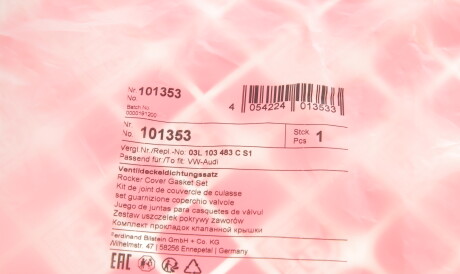 Nr. No. 101353
Batch No
0000191200
4 054224 013533
Nr. No. 101353 Stck Pos 1
Vergl Nr./Repl.-No: 03L 103 483 C S1
Passend für /To fit: VW-Audi
Ventildeckeldichtungssatz
Rocker Cover Gasket Set
Kit de joint de couvercle de culasse
set guarnizione coperchio valvole
Juego de juntas para casquetes de válvul
Zestaw uszczelek pokrywy zaworów
Комплект прокладок клапанной крышки
Ferdinand Bilstein GmbH + Co. KG
Wilhelmstr. 47 | 58256 Ennepetal | Germany
EAC